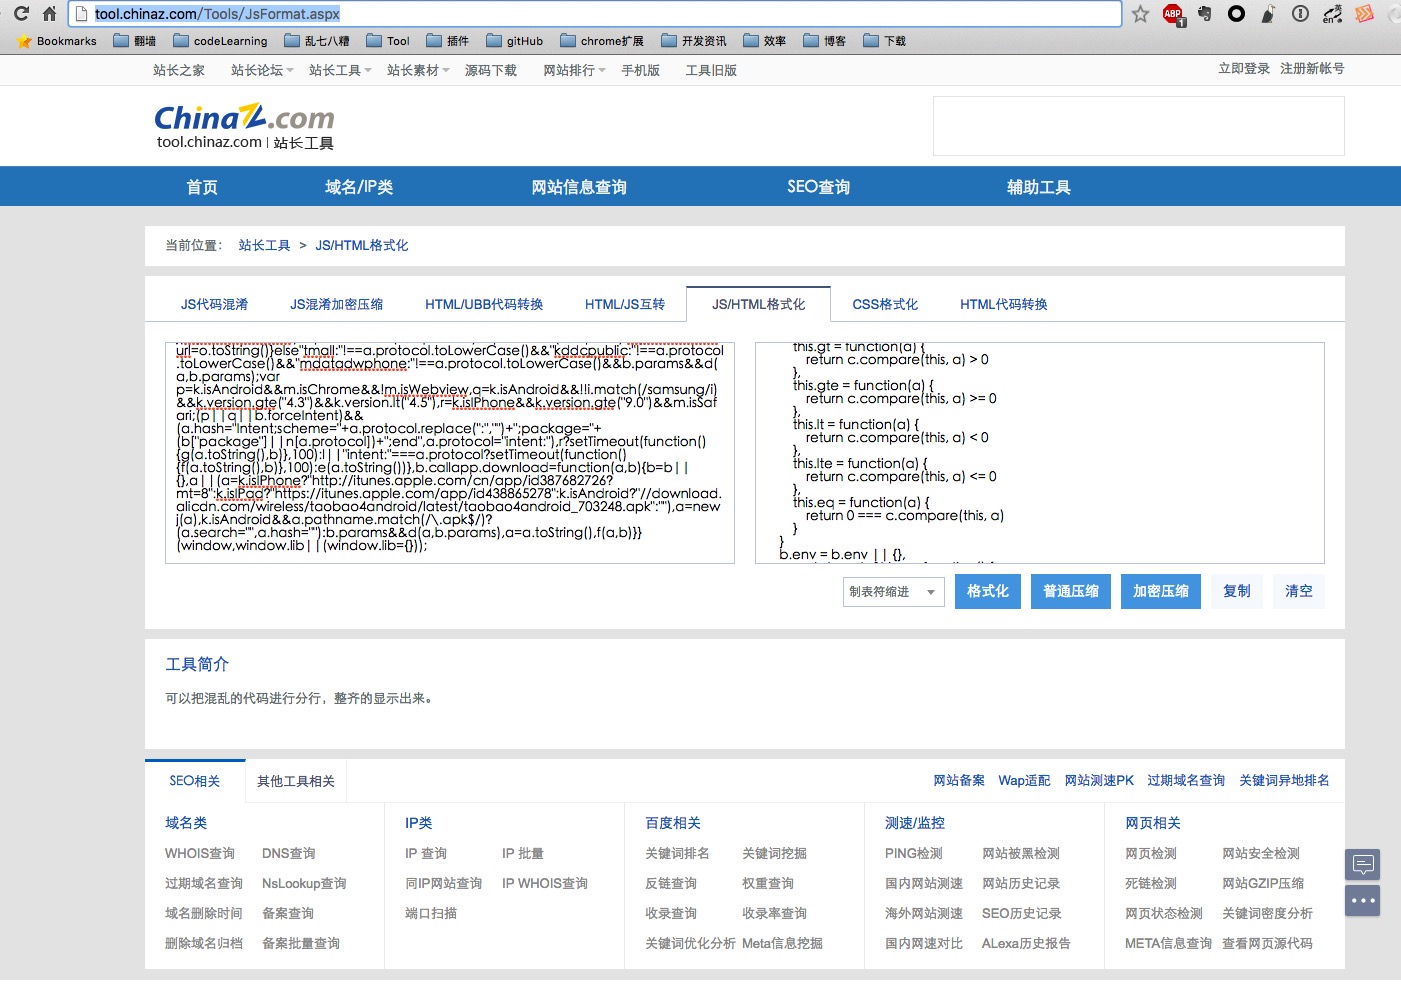 tool.chinaz.com/Tools/JsFormat.aspx
ABP
1
英
en
Bookmarks 翻墙 codeLearning 乱七八糟 Tool 插件 gitHub chrome扩展 开发资讯 效率 博客 下载
站长之家 站长论坛 站长工具 站长素材 源码下载 网站排行 手机版 工具旧版 立即登录 注册新帐号
ChinaZ.com
tool.chinaz.com | 站长工具
首页 域名/IP类 网站信息查询 SEO查询 辅助工具
当前位置： 站长工具 > JS/HTML格式化
JS代码混淆 JS混淆加密压缩 HTML/UBB代码转换 HTML/JS互转 JS/HTML格式化 CSS格式化 HTML代码转换
url=o.toString()}else"tmall:"!==a.protocol.toLowerCase()&&"kddcpublic:"!==a.protocol
.toLowerCase()&&"mdatadwphone:"!==a.protocol.toLowerCase()&&b.params&&d(
a,b.params);var
p=k.isAndroid&&m.isChrome&&!m.isWebview,q=k.isAndroid&&!!i.match(/samsung/i)
&&k.version.gte("4.3")&&k.version.lt("4.5"),r=k.isIPhone&&k.version.gte("9.0")&&m.isSaf
ari;(p||q||b.forceIntent)&&
(a.hash="Intent;scheme="+a.protocol.replace(":","")+";package="+
(b["package"]||n[a.protocol])+";end",a.protocol="intent:"),r?setTimeout(function()
{g(a.toString(),b)},100):l||"intent:"===a.protocol?setTimeout(function()
{f(a.toString(),b)},100):e(a.toString())},b.callapp.download=function(a,b){b=b||
{},a||(a=k.isIPhone?"http://itunes.apple.com/cn/app/id387682726?
mt=8":k.isIPad?"https://itunes.apple.com/app/id438865278":k.isAndroid?"//download.
alicdn.com/wireless/taobao4android/latest/taobao4android_703248.apk":""),a=new
j(a),k.isAndroid&&a.pathname.match(/\.apk$/)?
(a.search="",a.hash=""):b.params&&d(a,b.params),a=a.toString(),f(a,b)}}
(window,window.lib||(window.lib={}));
this.gt = function(a) {
return c.compare(this, a) > 0
},
this.gte = function(a) {
return c.compare(this, a) >= 0
},
this.lt = function(a) {
return c.compare(this, a) < 0
},
this.lte = function(a) {
return c.compare(this, a) <= 0
},
this.eq = function(a) {
return 0 === c.compare(this, a)
}
}
b.env = b.env || {},
制表符缩进 格式化 普通压缩 加密压缩 复制 清空
工具简介
可以把混乱的代码进行分行，整齐的显示出来。
SEO相关 其他工具相关 网站备案 Wap适配 网站测速PK 过期域名查询 关键词异地排名
域名类 IP类 百度相关 测速/监控 网页相关
WHOIS查询 DNS查询 IP 查询 IP 批量 关键词排名 关键词挖掘 PING检测 网站被黑检测 网页检测 网站安全检测
过期域名查询 NsLookup查询 同IP网站查询 IP WHOIS查询 反链查询 权重查询 国内网站测速 网站历史记录 死链检测 网站GZIP压缩
域名删除时间 备案查询 端口扫描 收录查询 收录率查询 海外网站测速 SEO历史记录 网页状态检测 关键词密度分析
删除域名归档 备案批量查询 关键词优化分析 Meta信息挖掘 国内网速对比 ALexa历史报告 META信息查询 查看网页源代码